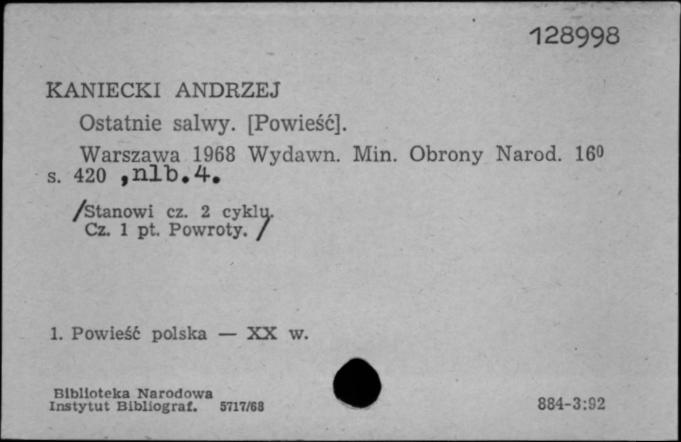 128998
KANIECKI ANDRZEJ
Ostatnie salwy. [Powieść].
Warszawa 1968 Wydawn. Min. Obrony Narod. 16⁰
s. 420 ,nlb.4.
/Stanowi cz. 2 cyklu.
Cz. 1 pt. Powroty. /
1. Powieść polska — XX w.
Biblioteka Narodowa
Instytut Bibliograf. 5717/68
884-3:92